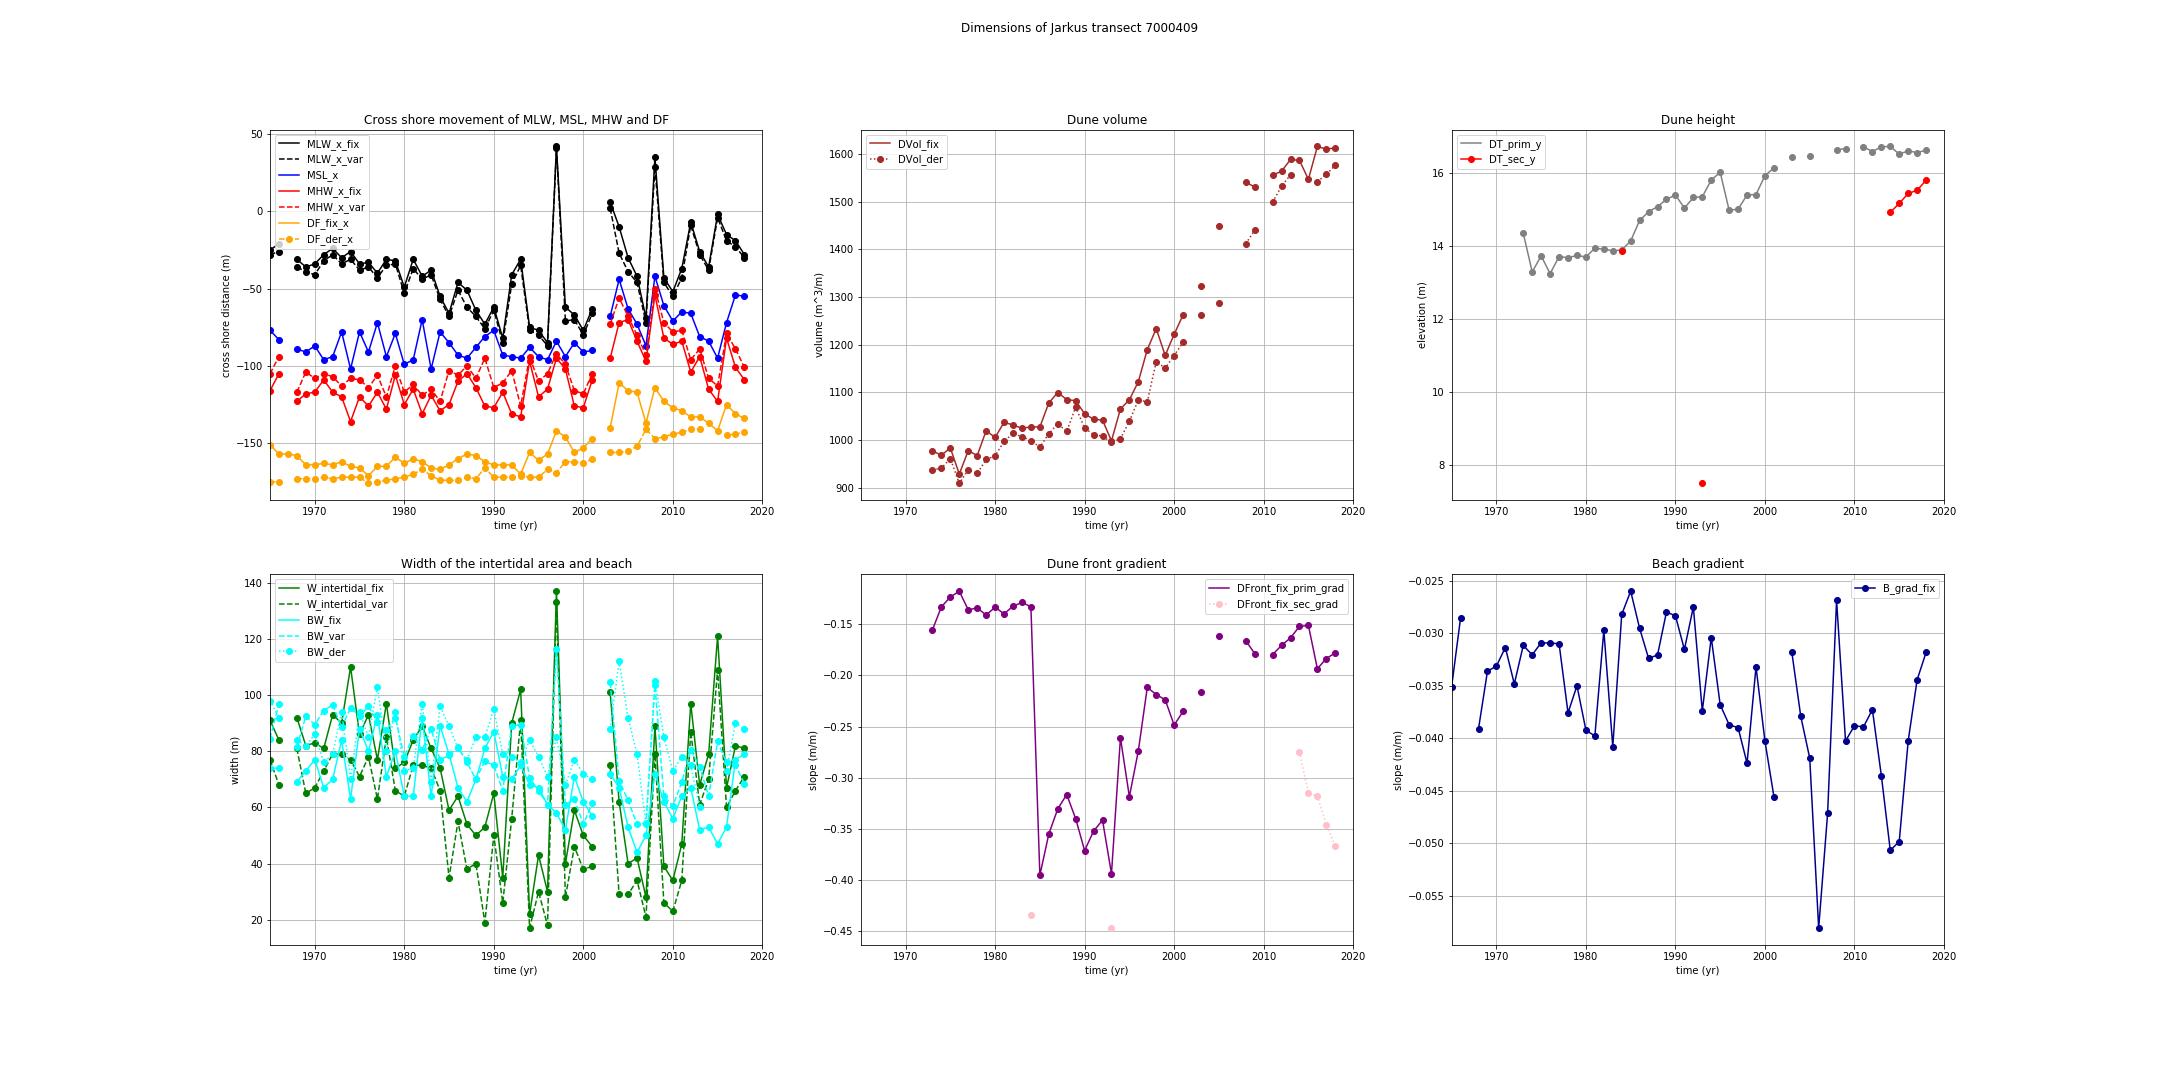 Dimensions of Jarkus transect 7000409
Cross shore movement of MLW, MSL, MHW and DF
50
0
−50
−100
−150
cross shore distance (m)
MLW_x_fix
MLW_x_var
MSL_x
MHW_x_fix
MHW_x_var
DF_fix_x
DF_der_x
1970 1980 1990 2000 2010 2020
time (yr)
Dune volume
1600
1500
1400
1300
1200
1100
1000
900
volume (m^3/m)
DVol_fix
DVol_der
1970 1980 1990 2000 2010 2020
time (yr)
Dune height
16
14
12
10
8
elevation (m)
DT_prim_y
DT_sec_y
1970 1980 1990 2000 2010 2020
time (yr)
Width of the intertidal area and beach
140
120
100
80
60
40
20
width (m)
W_intertidal_fix
W_intertidal_var
BW_fix
BW_var
BW_der
1970 1980 1990 2000 2010 2020
time (yr)
Dune front gradient
−0.15
−0.20
−0.25
−0.30
−0.35
−0.40
−0.45
slope (m/m)
DFront_fix_prim_grad
DFront_fix_sec_grad
1970 1980 1990 2000 2010 2020
time (yr)
Beach gradient
−0.025
−0.030
−0.035
−0.040
−0.045
−0.050
−0.055
slope (m/m)
B_grad_fix
1970 1980 1990 2000 2010 2020
time (yr)